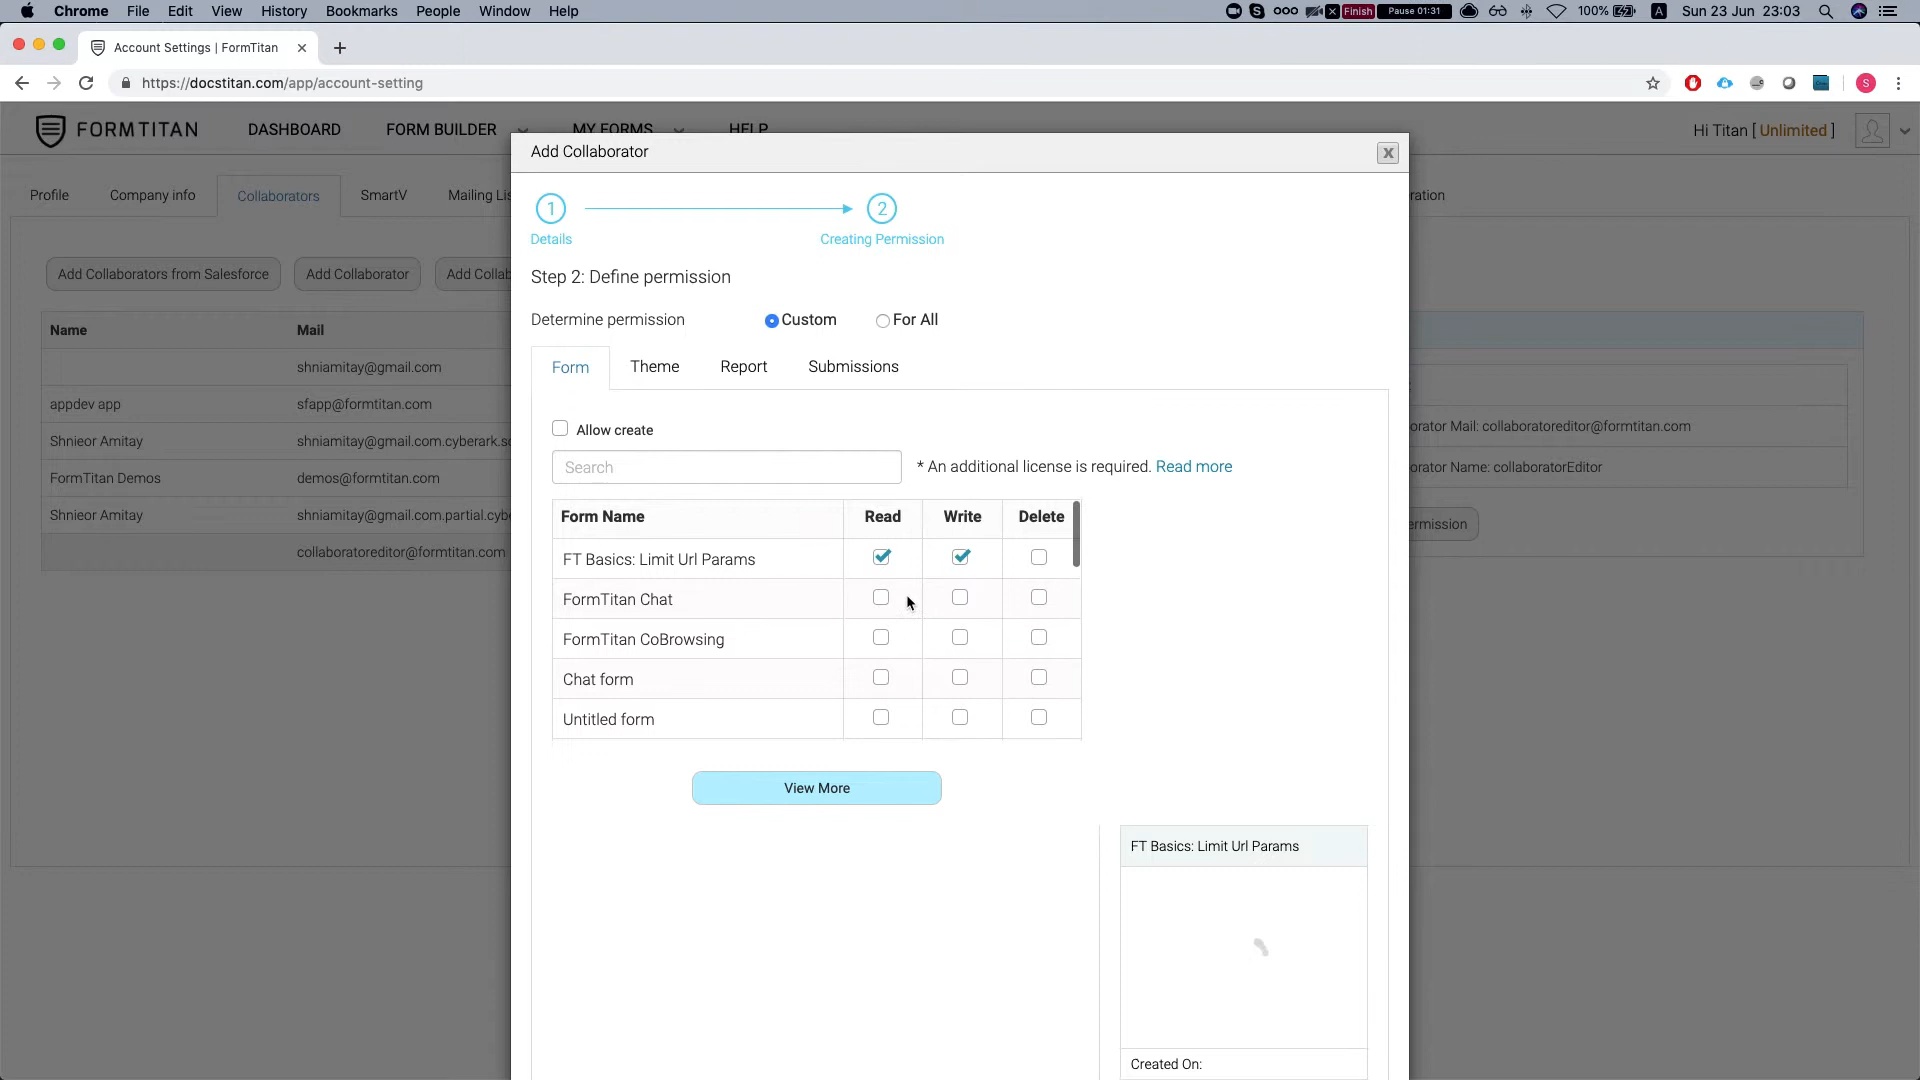 Chrome File Edit View History Bookmarks People Window Help Finish Pause 01:31 100% A Sun 23 Jun 23:03
Account Settings | FormTitan
https://docstitan.com/app/account-setting S
FORMTITAN DASHBOARD FORM BUILDER MY FORMS HELP Hi Titan [ Unlimited ]
Add Collaborator X
Profile Company info Collaborators SmartV Mailing Lis ration
1 2
Details Creating Permission
Add Collaborators from Salesforce Add Collaborator Add Collab
Step 2: Define permission
Determine permission Custom For All
Name Mail
shniamitay@gmail.com
appdev app sfapp@formtitan.com
Shnieor Amitay shniamitay@gmail.com.cyberark.so
FormTitan Demos demos@formtitan.com
Shnieor Amitay shniamitay@gmail.com.partial.cybe
collaboratoreditor@formtitan.com
Form Theme Report Submissions
Allow create
Search * An additional license is required. Read more
Form Name Read Write Delete
FT Basics: Limit Url Params
FormTitan Chat
FormTitan CoBrowsing
Chat form
Untitled form
View More
FT Basics: Limit Url Params
Created On:
orator Mail: collaboratoreditor@formtitan.com
orator Name: collaboratorEditor
ermission